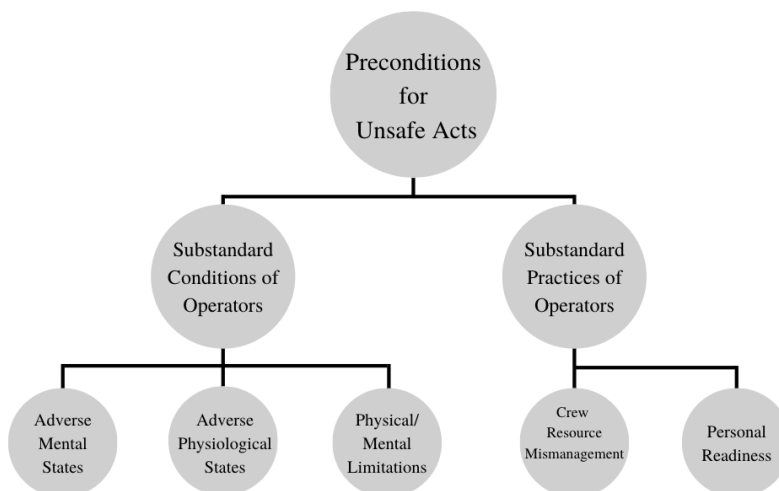 Preconditions
for
Unsafe Acts
Substandard
Conditions of
Operators
Substandard
Practices of
Operators
Adverse
Mental
States
Adverse
Physiological
States
Physical/
Mental
Limitations
Crew
Resource
Mismanagement
Personal
Readiness